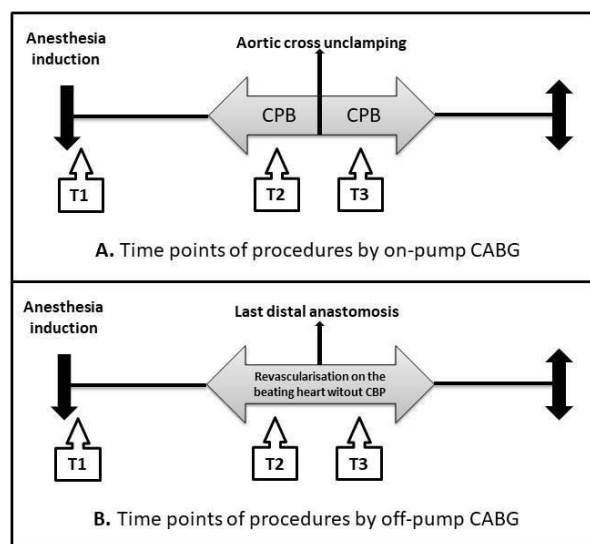 Anesthesia
induction
Aortic cross unclamping
CPB
CPB
T1
T2
T3
A. Time points of procedures by on-pump CABG
Anesthesia
induction
Last distal anastomosis
Revascularisation on the
beating heart witout CBP
T1
T2
T3
B. Time points of procedures by off-pump CABG